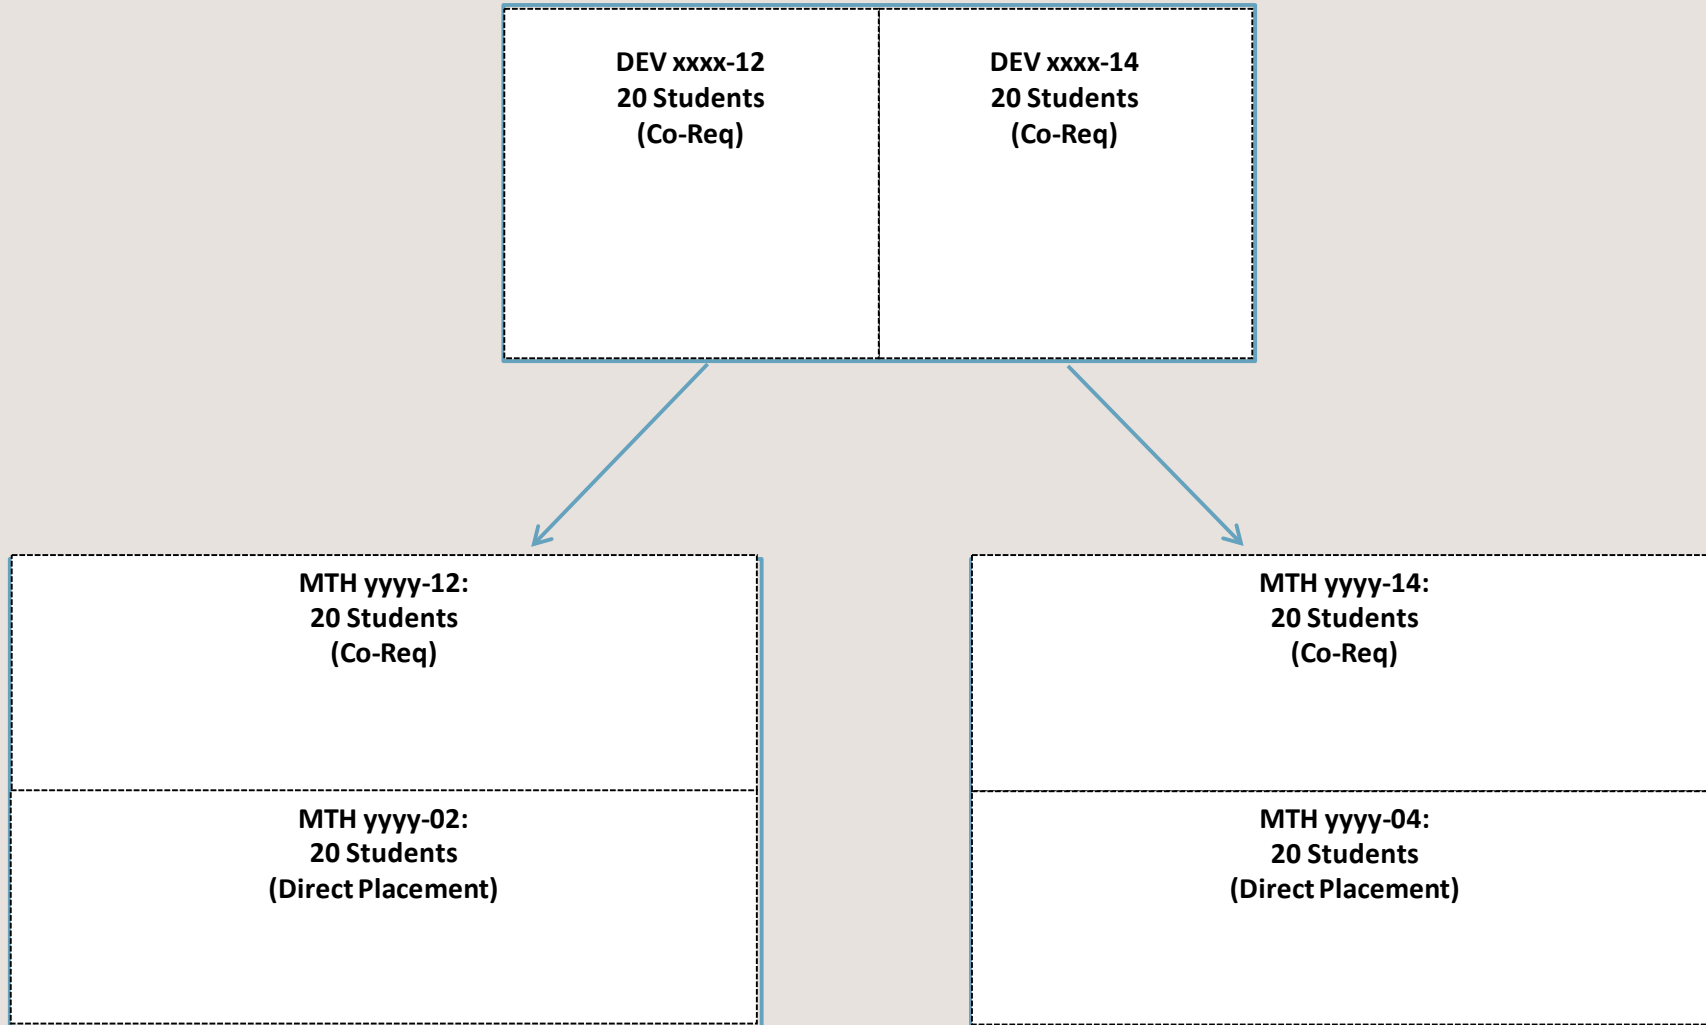 DEV xxxx-12
20 Students
(Co-Req)
DEV xxxx-14
20 Students
(Co-Req)
MTH yyyy-12:
20 Students
(Co-Req)
MTH yyyy-02:
20 Students
(Direct Placement)
MTH yyyy-14:
20 Students
(Co-Req)
MTH yyyy-04:
20 Students
(Direct Placement)